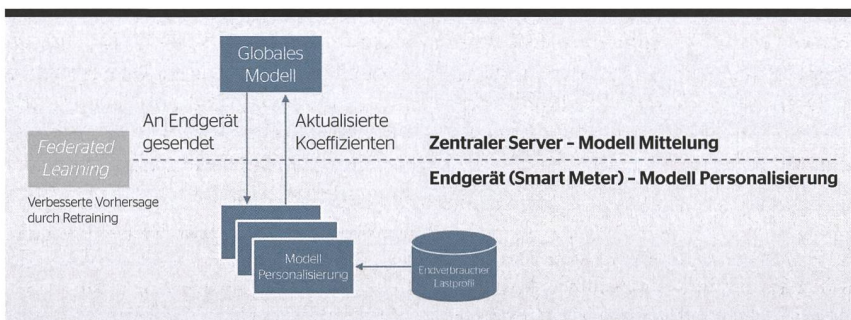 Globales
Modell
An Endgerät
gesendet
Aktualisierte
Koeffizienten
Federated
Learning
Zentraler Server – Modell Mittelung
Endgerät (Smart Meter) – Modell Personalisierung
Verbesserte Vorhersage
durch Retraining
Modell
Personalisierung
Endverbraucher
Lastprofil